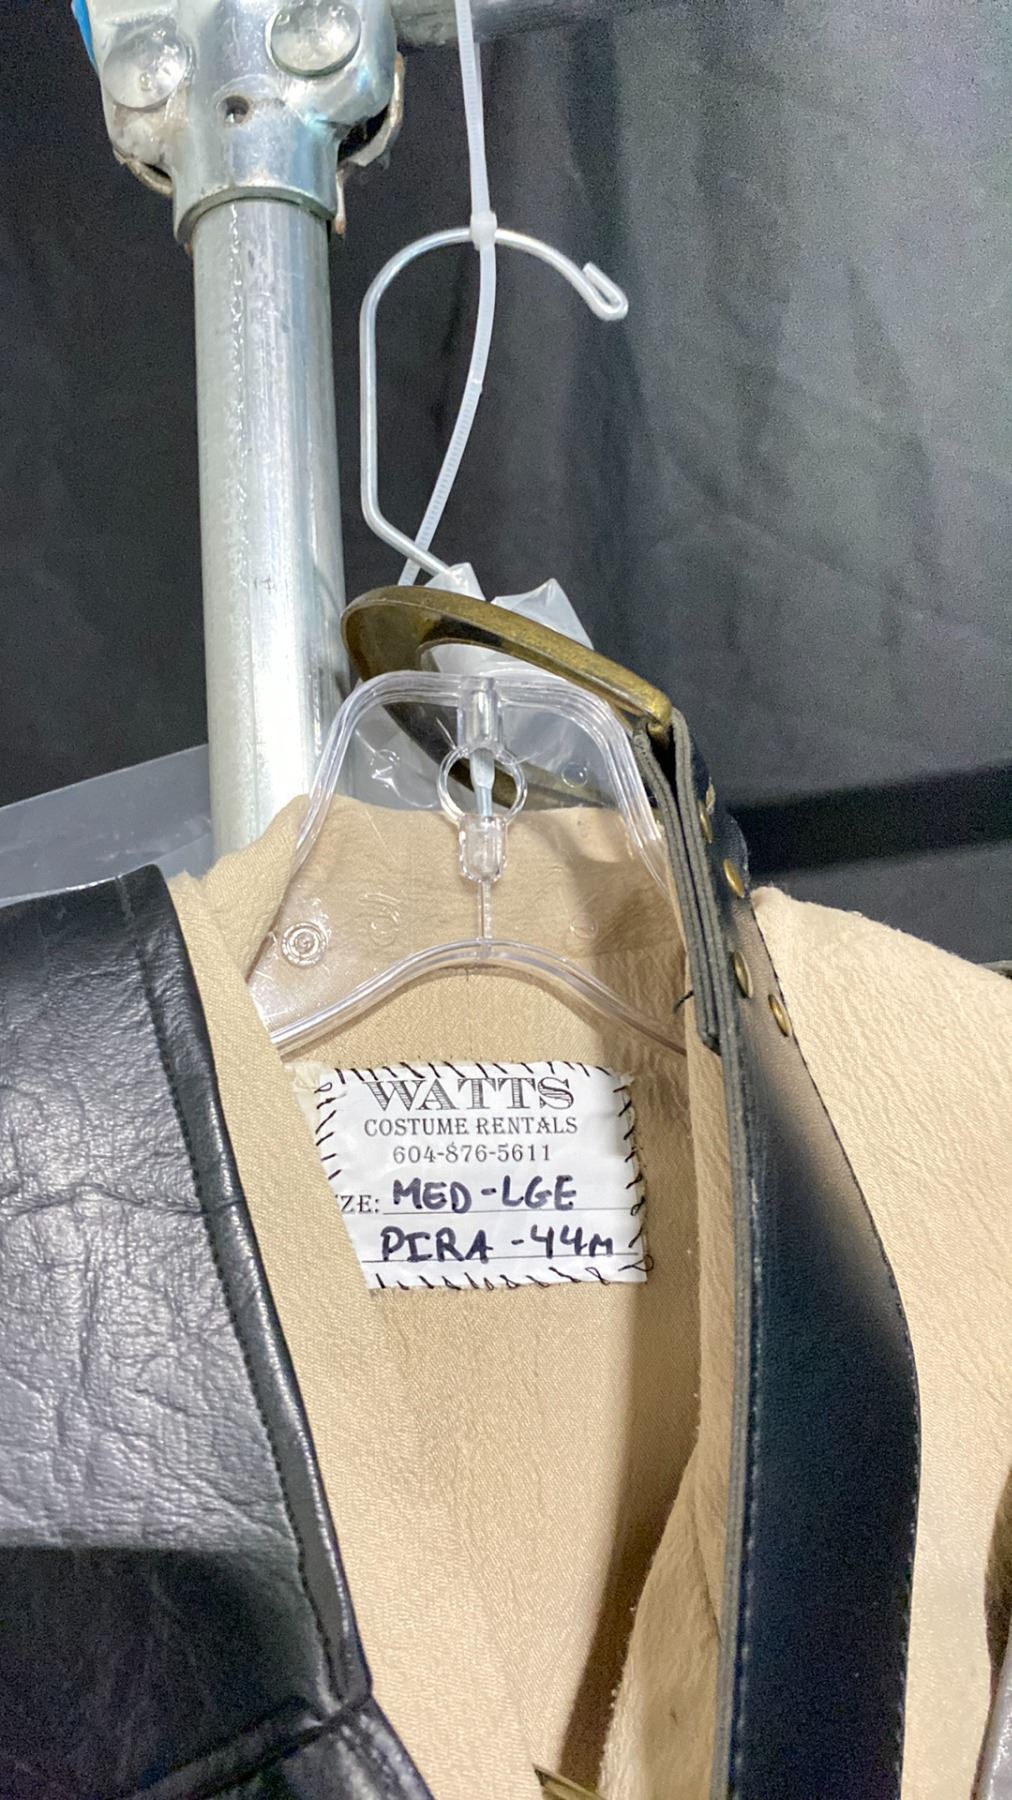 WATTS
COSTUME RENTALS
604-876-5611
ZE: MED-LGE
PIRA-44M